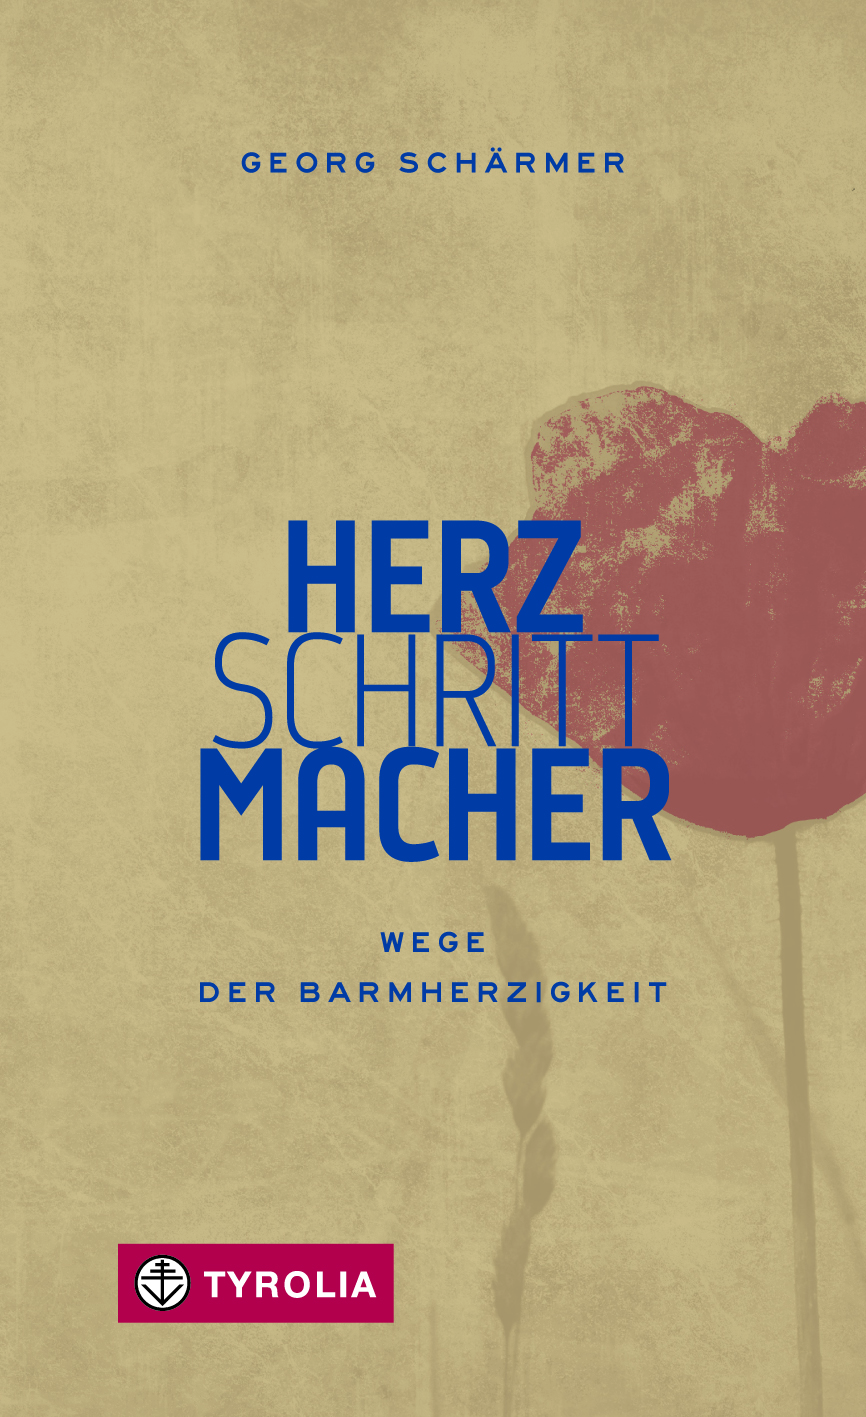 GEORG SCHÄRMER
HERZ
SCHRITT
MACHER
WEGE
DER BARMHERZIGKEIT
TYROLIA